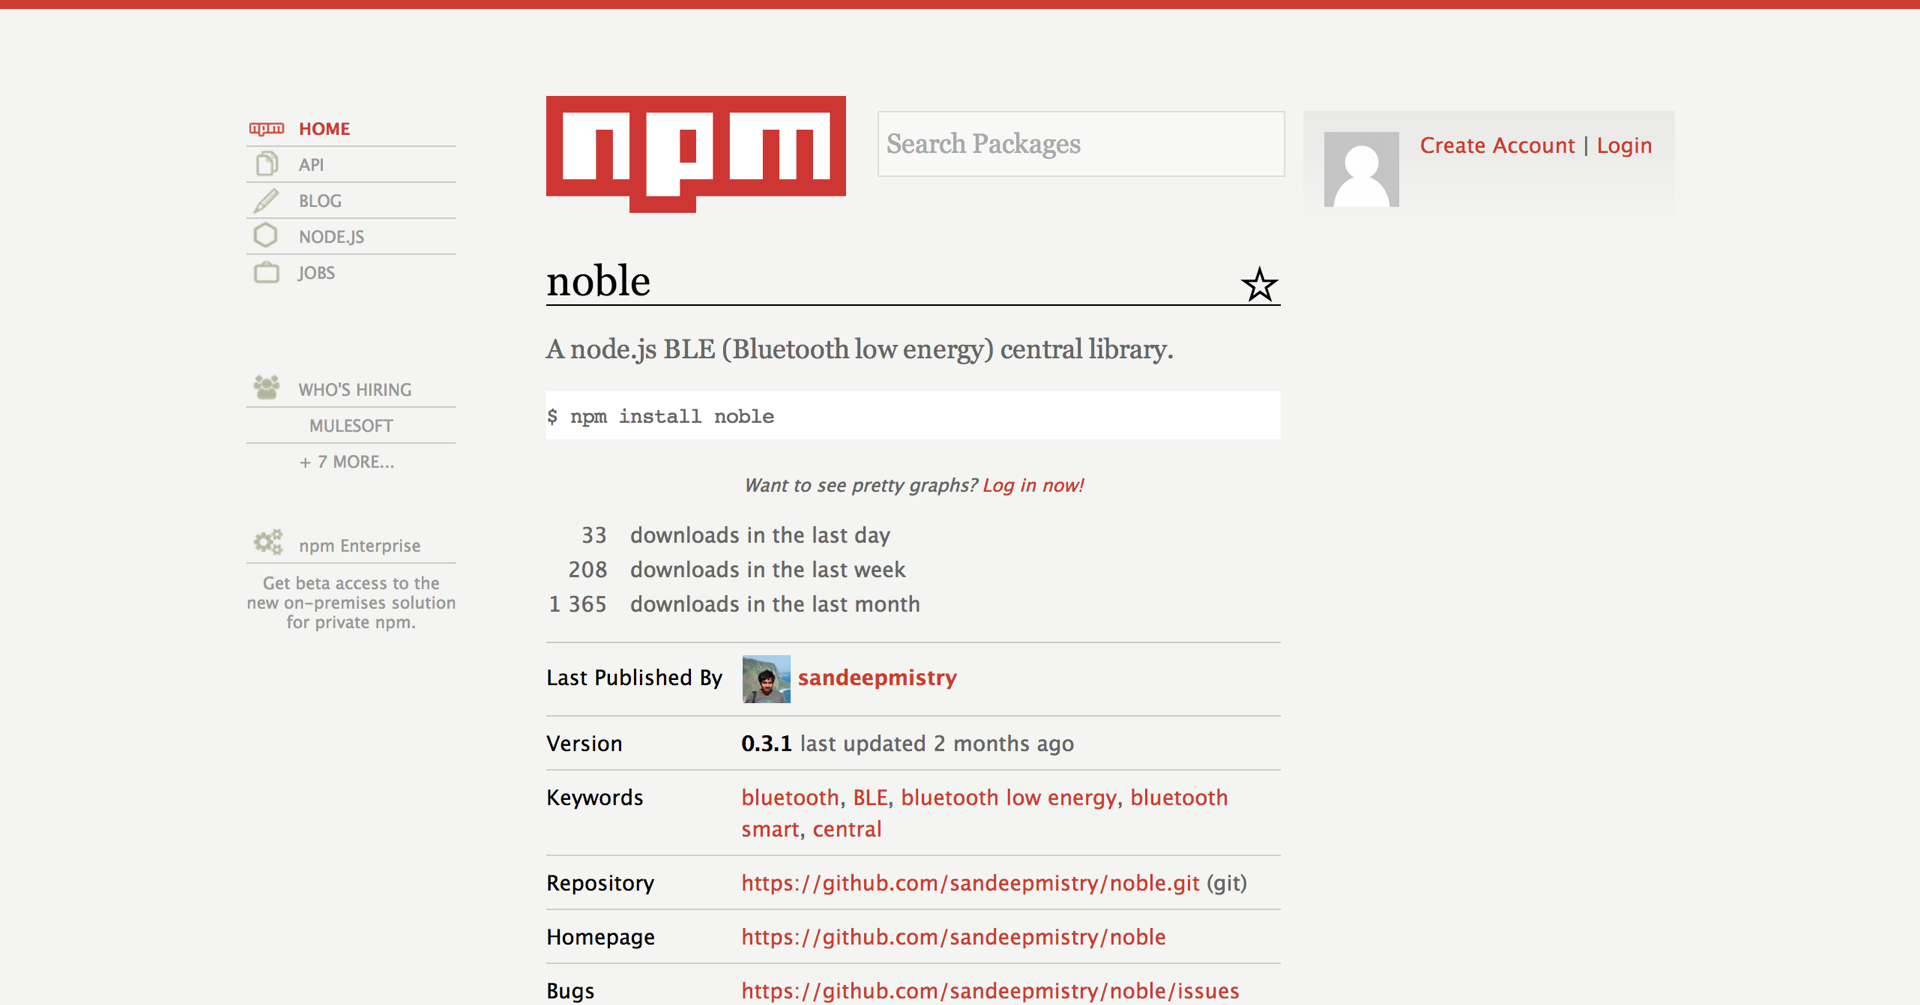 npm HOME
API
BLOG
NODE.JS
JOBS
WHO'S HIRING
MULESOFT
+ 7 MORE...
npm Enterprise
Get beta access to the
new on-premises solution
for private npm.
npm
Search Packages
Create Account | Login
noble
A node.js BLE (Bluetooth low energy) central library.
$ npm install noble
Want to see pretty graphs? Log in now!
33 downloads in the last day
208 downloads in the last week
1 365 downloads in the last month
Last Published By sandeepmistry
Version 0.3.1 last updated 2 months ago
Keywords bluetooth, BLE, bluetooth low energy, bluetooth
smart, central
Repository https://github.com/sandeepmistry/noble.git (git)
Homepage https://github.com/sandeepmistry/noble
Bugs https://github.com/sandeepmistry/noble/issues